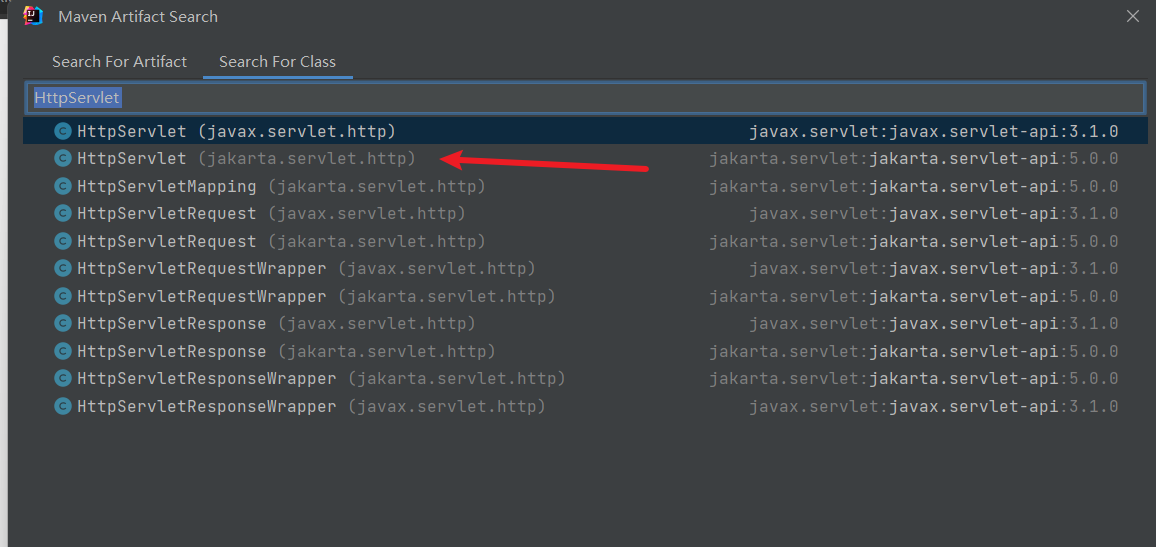 Maven Artifact Search
Search For Artifact Search For Class
HttpServlet
HttpServlet (javax.servlet.http) javax.servlet:javax.servlet-api:3.1.0
HttpServlet (jakarta.servlet.http) jakarta.servlet:jakarta.servlet-api:5.0.0
HttpServletMapping (jakarta.servlet.http) jakarta.servlet:jakarta.servlet-api:5.0.0
HttpServletRequest (javax.servlet.http) javax.servlet:javax.servlet-api:3.1.0
HttpServletRequest (jakarta.servlet.http) jakarta.servlet:jakarta.servlet-api:5.0.0
HttpServletRequestWrapper (javax.servlet.http) javax.servlet:javax.servlet-api:3.1.0
HttpServletRequestWrapper (jakarta.servlet.http) jakarta.servlet:jakarta.servlet-api:5.0.0
HttpServletResponse (javax.servlet.http) javax.servlet:javax.servlet-api:3.1.0
HttpServletResponse (jakarta.servlet.http) jakarta.servlet:jakarta.servlet-api:5.0.0
HttpServletResponseWrapper (jakarta.servlet.http) jakarta.servlet:jakarta.servlet-api:5.0.0
HttpServletResponseWrapper (javax.servlet.http) javax.servlet:javax.servlet-api:3.1.0